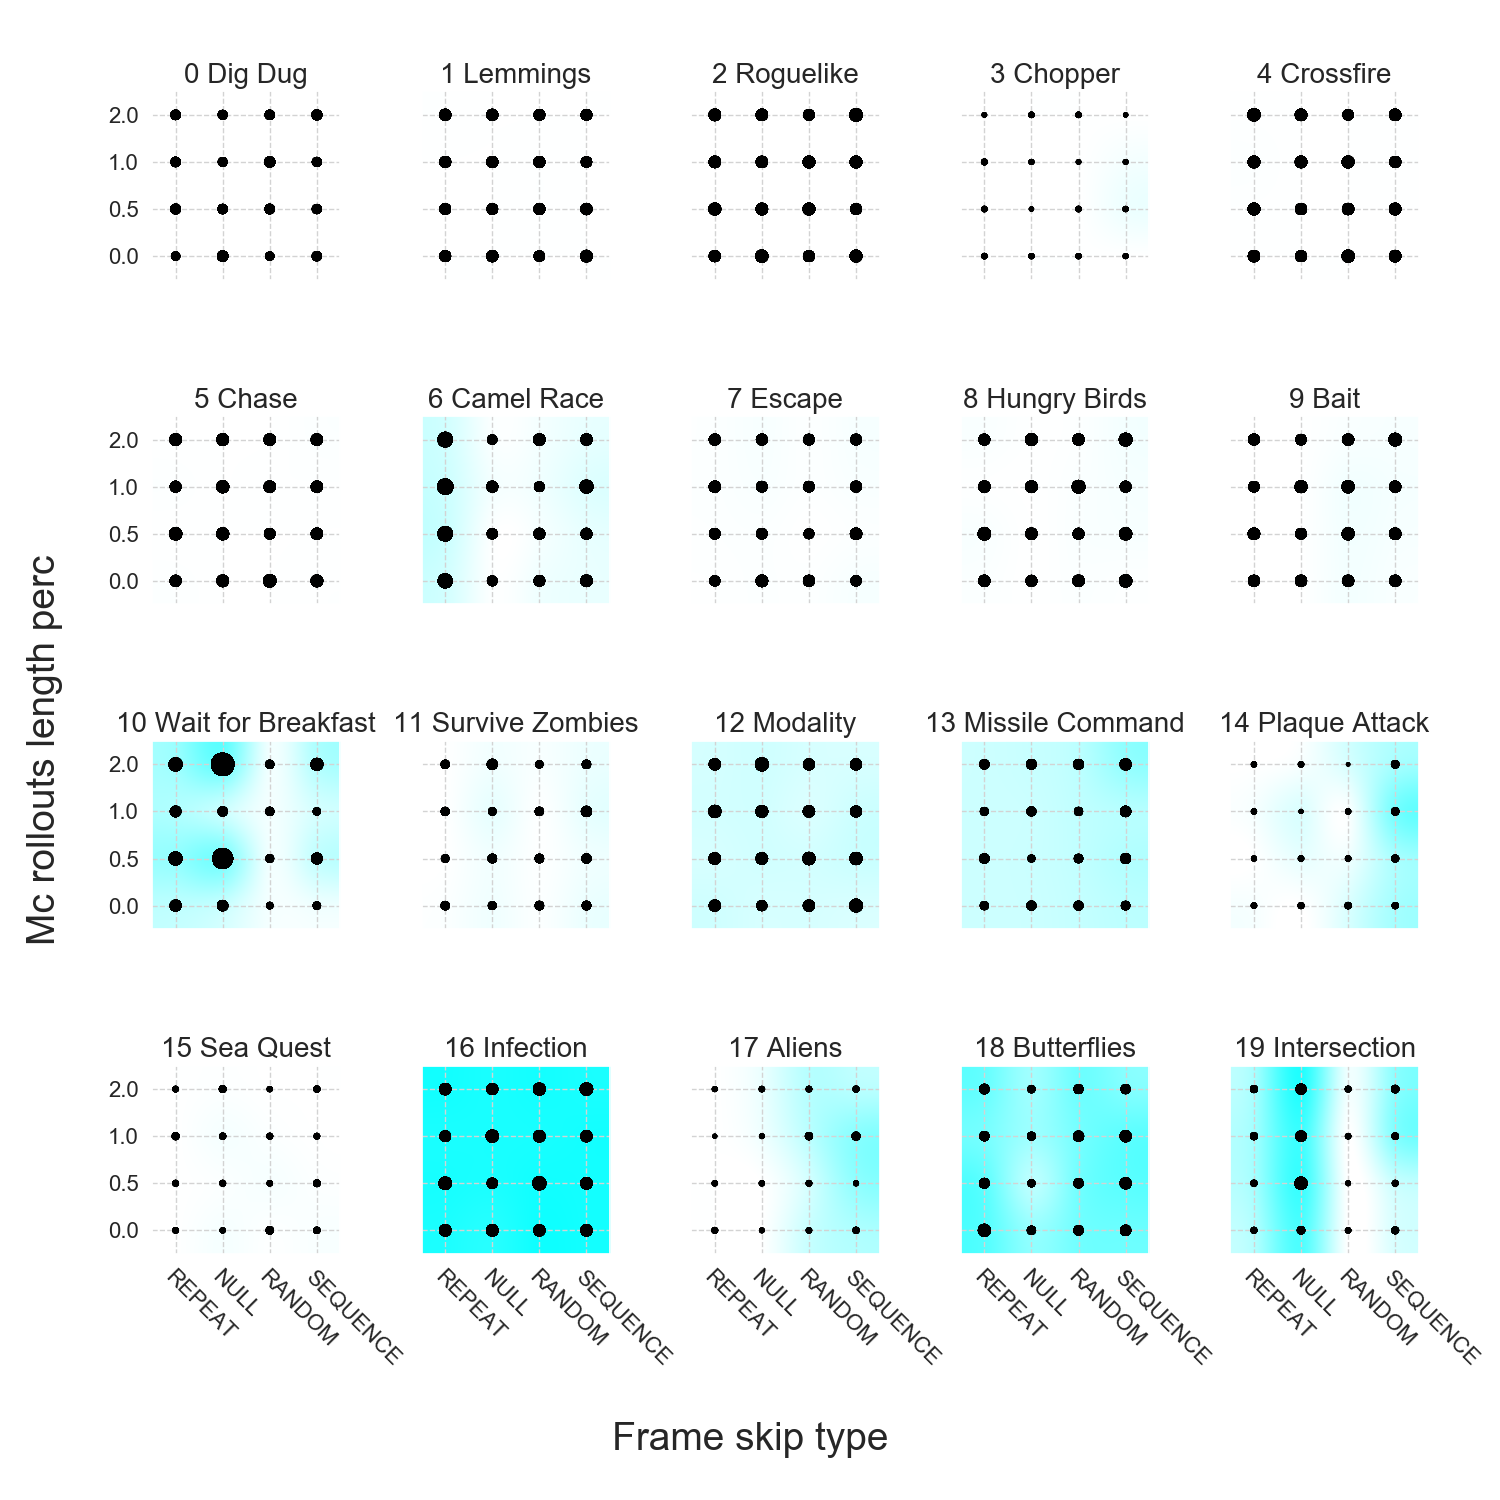 0 Dig Dug
1 Lemmings
2 Roguelike
3 Chopper
4 Crossfire
2.0
1.0
0.5
0.0
5 Chase
6 Camel Race
7 Escape
8 Hungry Birds
9 Bait
2.0
1.0
0.5
0.0
Mc rollouts length perc
10 Wait for Breakfast
11 Survive Zombies
12 Modality
13 Missile Command
14 Plaque Attack
2.0
1.0
0.5
0.0
15 Sea Quest
16 Infection
17 Aliens
18 Butterflies
19 Intersection
2.0
1.0
0.5
0.0
REPEAT
NULL
RANDOM
SEQUENCE
REPEAT
NULL
RANDOM
SEQUENCE
REPEAT
NULL
RANDOM
SEQUENCE
REPEAT
NULL
RANDOM
SEQUENCE
REPEAT
NULL
RANDOM
SEQUENCE
Frame skip type